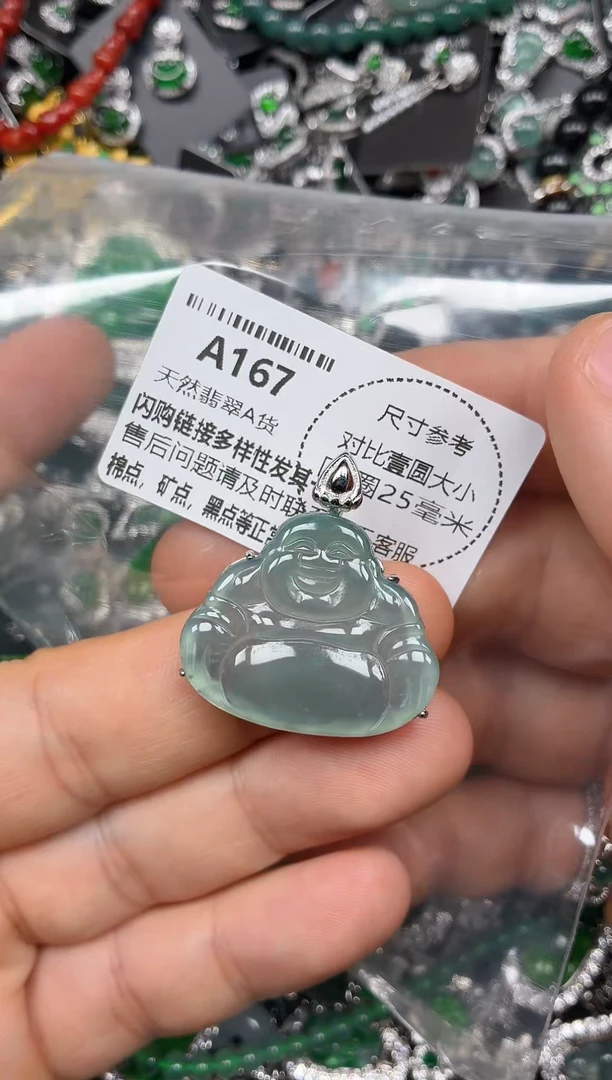 A167
天然翡翠A货
闪购链接多样性发其
售后问题请及时联
客服
棉点,矿点,黑点等正
尺寸参考
对比壹圆大小
圈25毫米